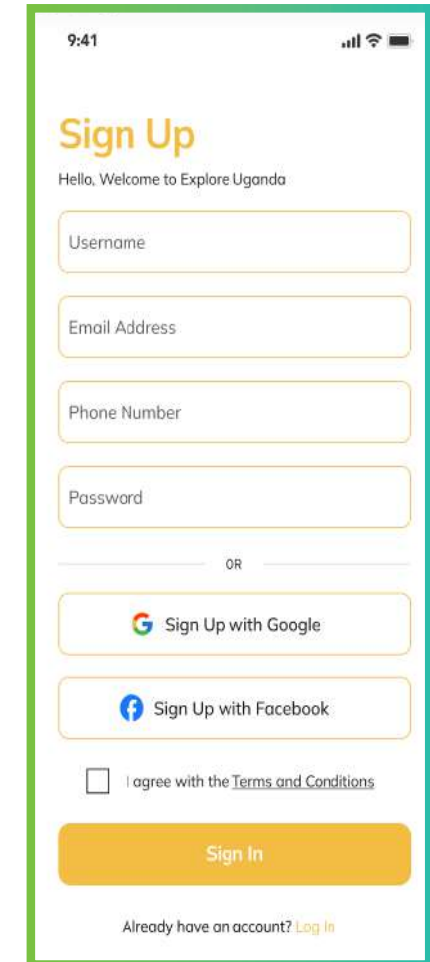 9:41
Sign Up
Hello, Welcome to Explore Uganda
Username
Email Address
Phone Number
Password
OR
Sign Up with Google
Sign Up with Facebook
I agree with the Terms and Conditions
Sign In
Already have an account? Log In